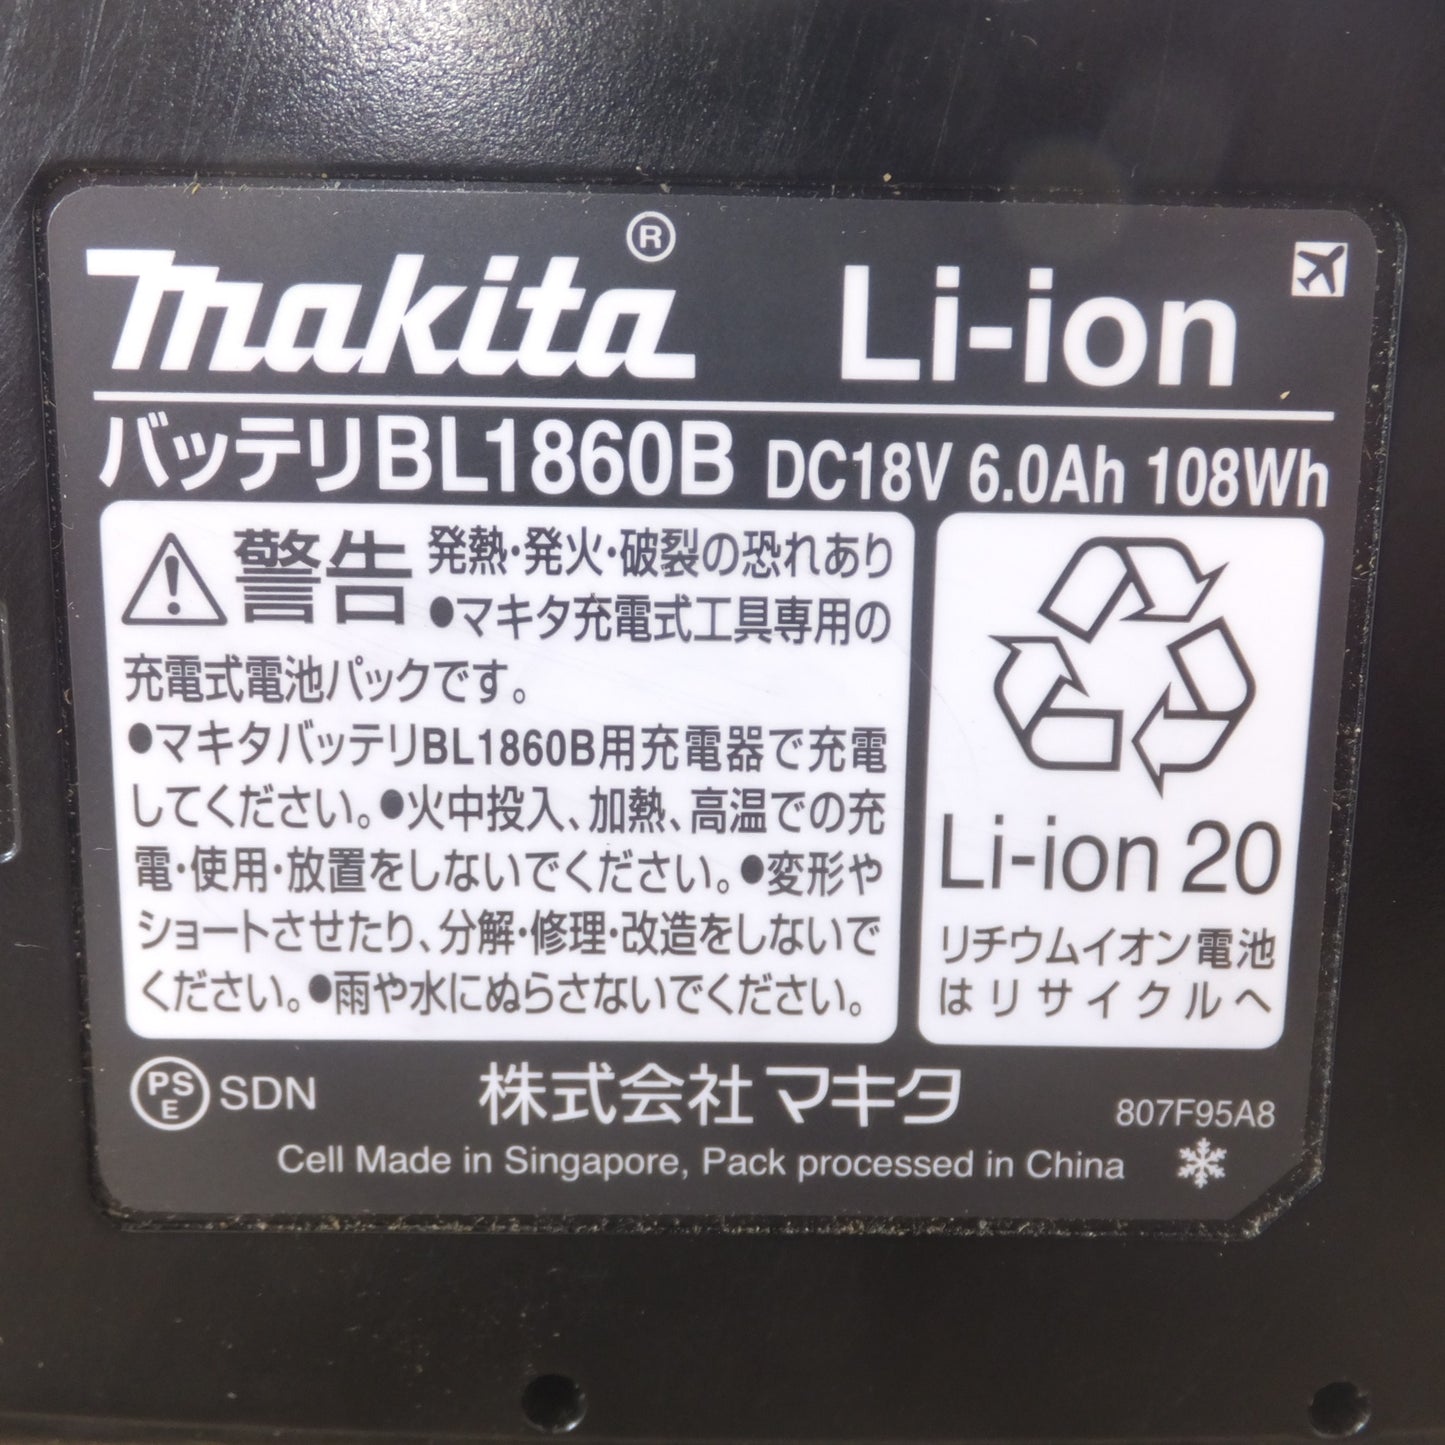 makita® Li-ion
バッテリBL1860B DC18V 6.0Ah 108Wh
警告 発熱・発火・破裂の恐れあり
●マキタ充電式工具専用の
充電式電池パックです。
●マキタバッテリBL1860B用充電器で充電
してください。●火中投入、加熱、高温での充
電・使用・放置をしないでください。●変形や
ショートさせたり、分解・修理・改造をしないで
ください。●雨や水にぬらさないでください。
Li-ion 20
リチウムイオン電池
はリサイクルへ
PSE SDN 株式会社マキタ 807F95A8
Cell Made in Singapore, Pack processed in China